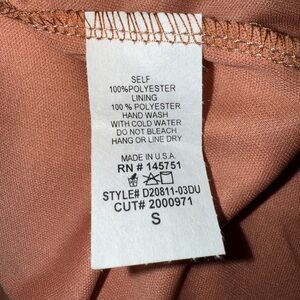 SELF
100%POLYESTER
LINING
100 % POLYESTER
HAND WASH
WITH COLD WATER
DO NOT BLEACH
HANG OR LINE DRY
MADE IN U.S.A.
RN # 145751
STYLE# D20811-03DU
CUT# 2000971
S